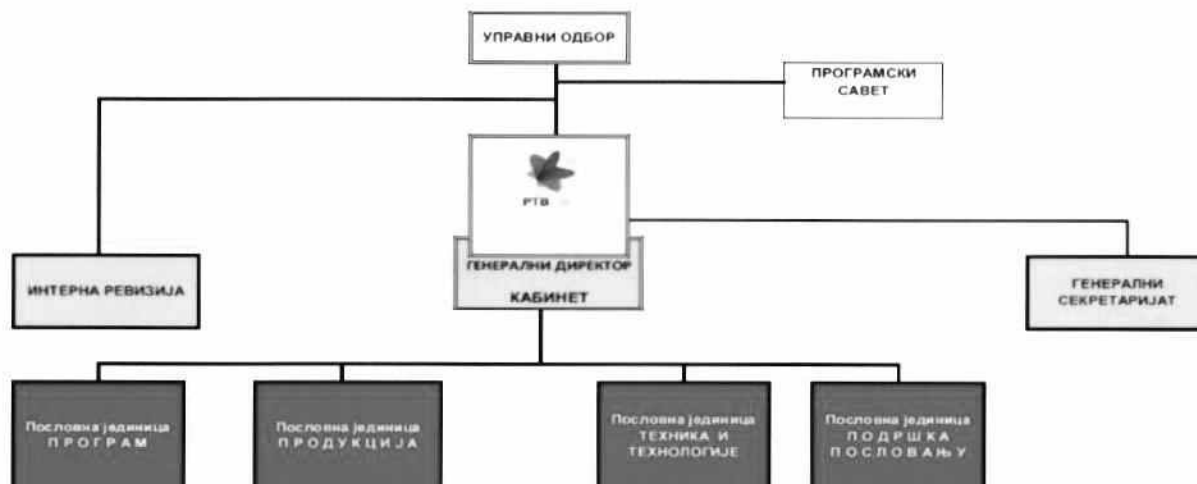 УПРАВНИ ОДБОР
ПРОГРАМСКИ
САВЕТ
РТВ
ГЕНЕРАЛНИ ДИРЕКТОР
КАБИНЕТ
ИНТЕРНА РЕВИЗИЈА
ГЕНЕРАЛНИ
СЕКРЕТАРИЈАТ
Пословна јединица
ПРОГРАМ
Пословна јединица
ПРОДУКЦИЈА
Пословна јединица
ТЕХНИКА И
ТЕХНОЛОГИЈЕ
Пословна јединица
ПОДРШКА
ПОСЛОВАЊУ